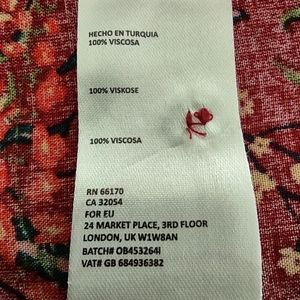 HECHO EN TURQUIA
100% VISCOSA
100% VISKOSE
100% VISCOSA
RN 66170
CA 32054
FOR EU
24 MARKET PLACE, 3RD FLOOR
LONDON, UK W1W8AN
BATCH# OB453264I
VAT# GB 684936382